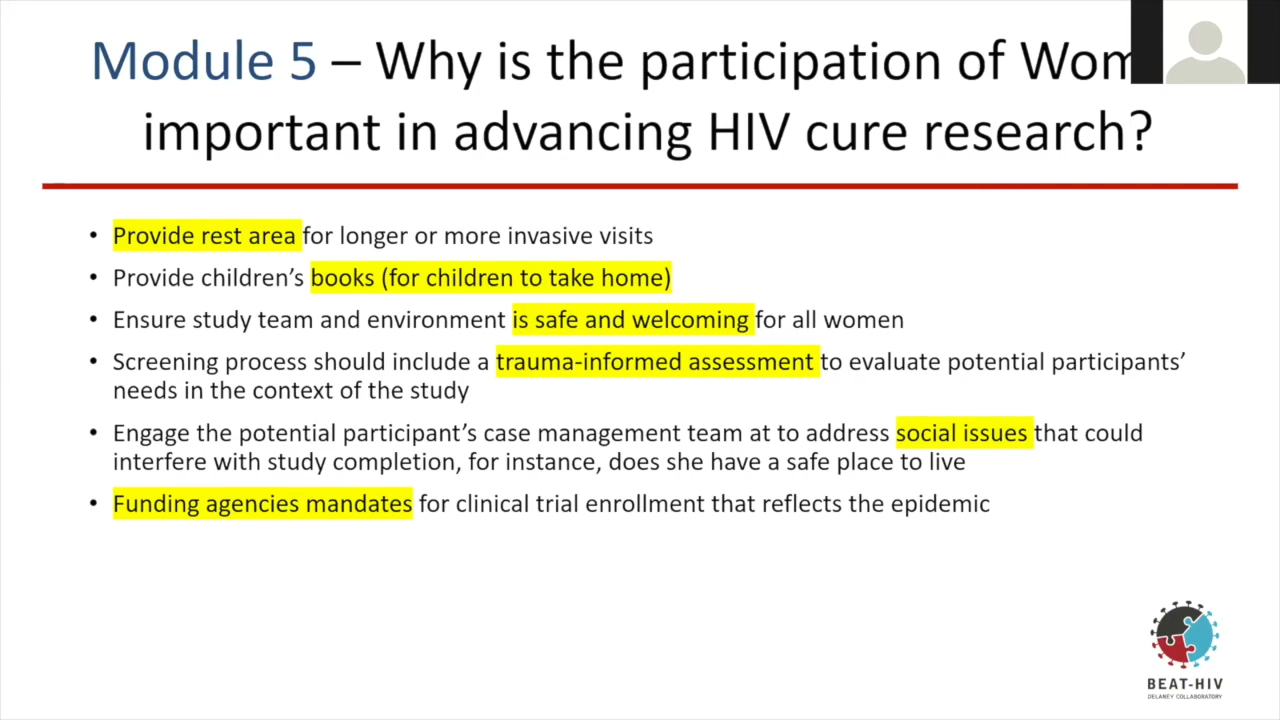 Module 5 – Why is the participation of Wom
important in advancing HIV cure research?
• Provide rest area for longer or more invasive visits
• Provide children’s books (for children to take home)
• Ensure study team and environment is safe and welcoming for all women
• Screening process should include a trauma-informed assessment to evaluate potential participants’
needs in the context of the study
• Engage the potential participant’s case management team at to address social issues that could
interfere with study completion, for instance, does she have a safe place to live
• Funding agencies mandates for clinical trial enrollment that reflects the epidemic
BEAT-HIV
DELANEY COLLABORATORY